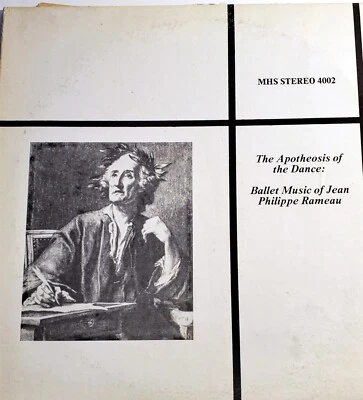 MHS STEREO 4002
The Apotheosis of
the Dance:
Ballet Music of Jean
Philippe Rameau